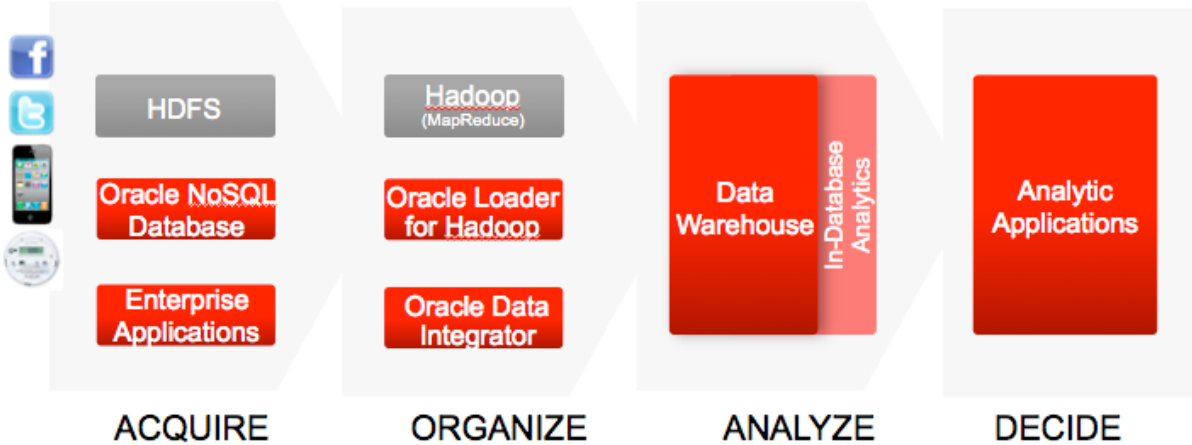 HDFS
Oracle NoSQL
Database
Enterprise
Applications
ACQUIRE
Hadoop
(MapReduce)
Oracle Loader
for Hadoop
Oracle Data
Integrator
ORGANIZE
Data
Warehouse
In-Database
Analytics
ANALYZE
Analytic
Applications
DECIDE